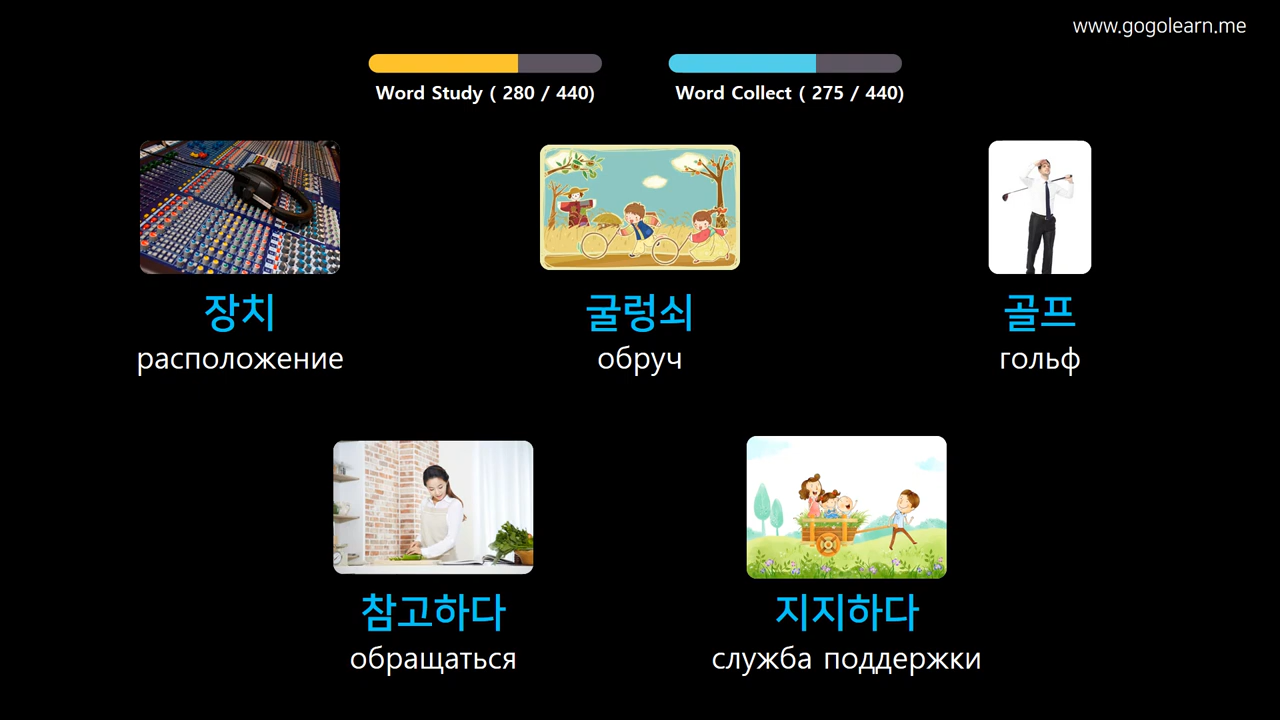 www.gogolearn.me
Word Study ( 280 / 440)
Word Collect ( 275 / 440)
장치
расположение
굴렁쇠
обруч
골프
гольф
참고하다
обращаться
지지하다
служба поддержки